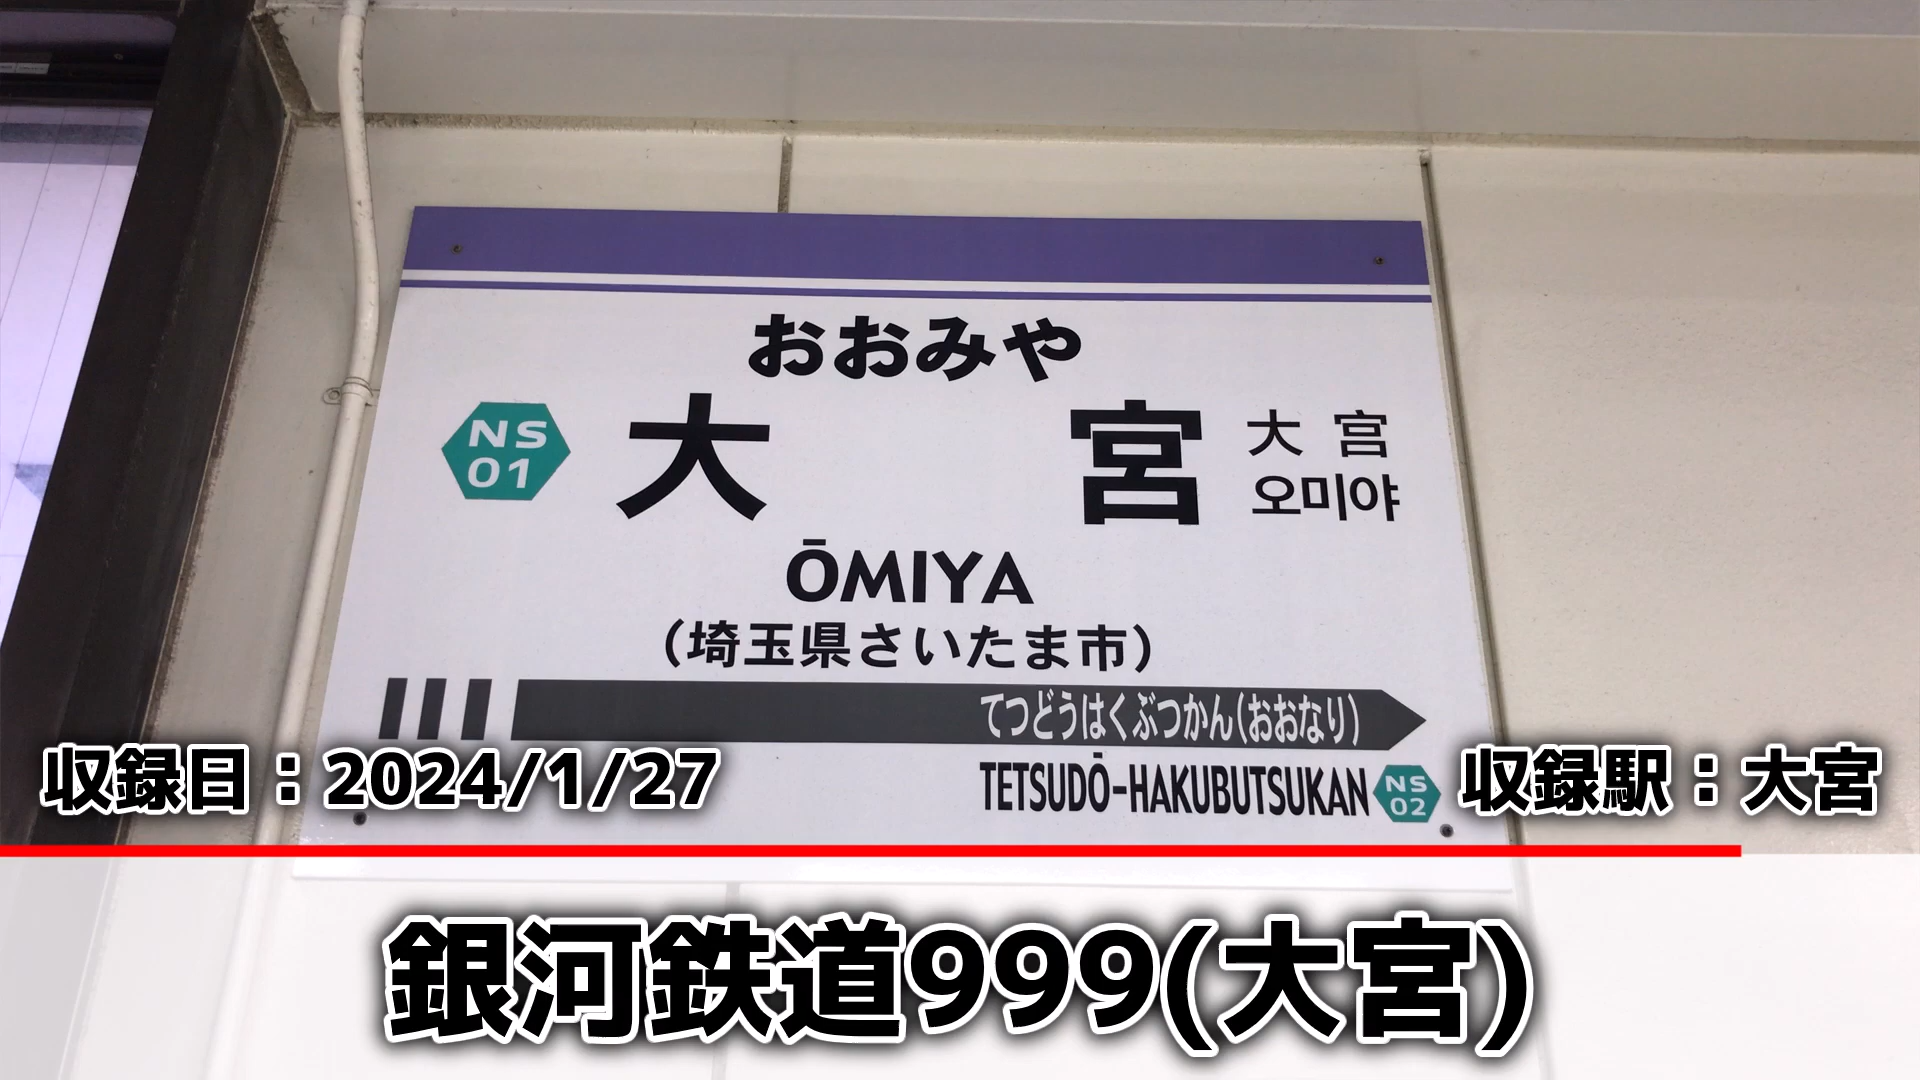 おおみや
NS
01
大宮
大宫
오미야
ŌMIYA
(埼玉県さいたま市)
てつどうはくぶつかん(おおなり)
TETSUDŌ-HAKUBUTSUKAN
NS
02
収録日：2024/1/27
収録駅：大宮
銀河鉄道999(大宮)